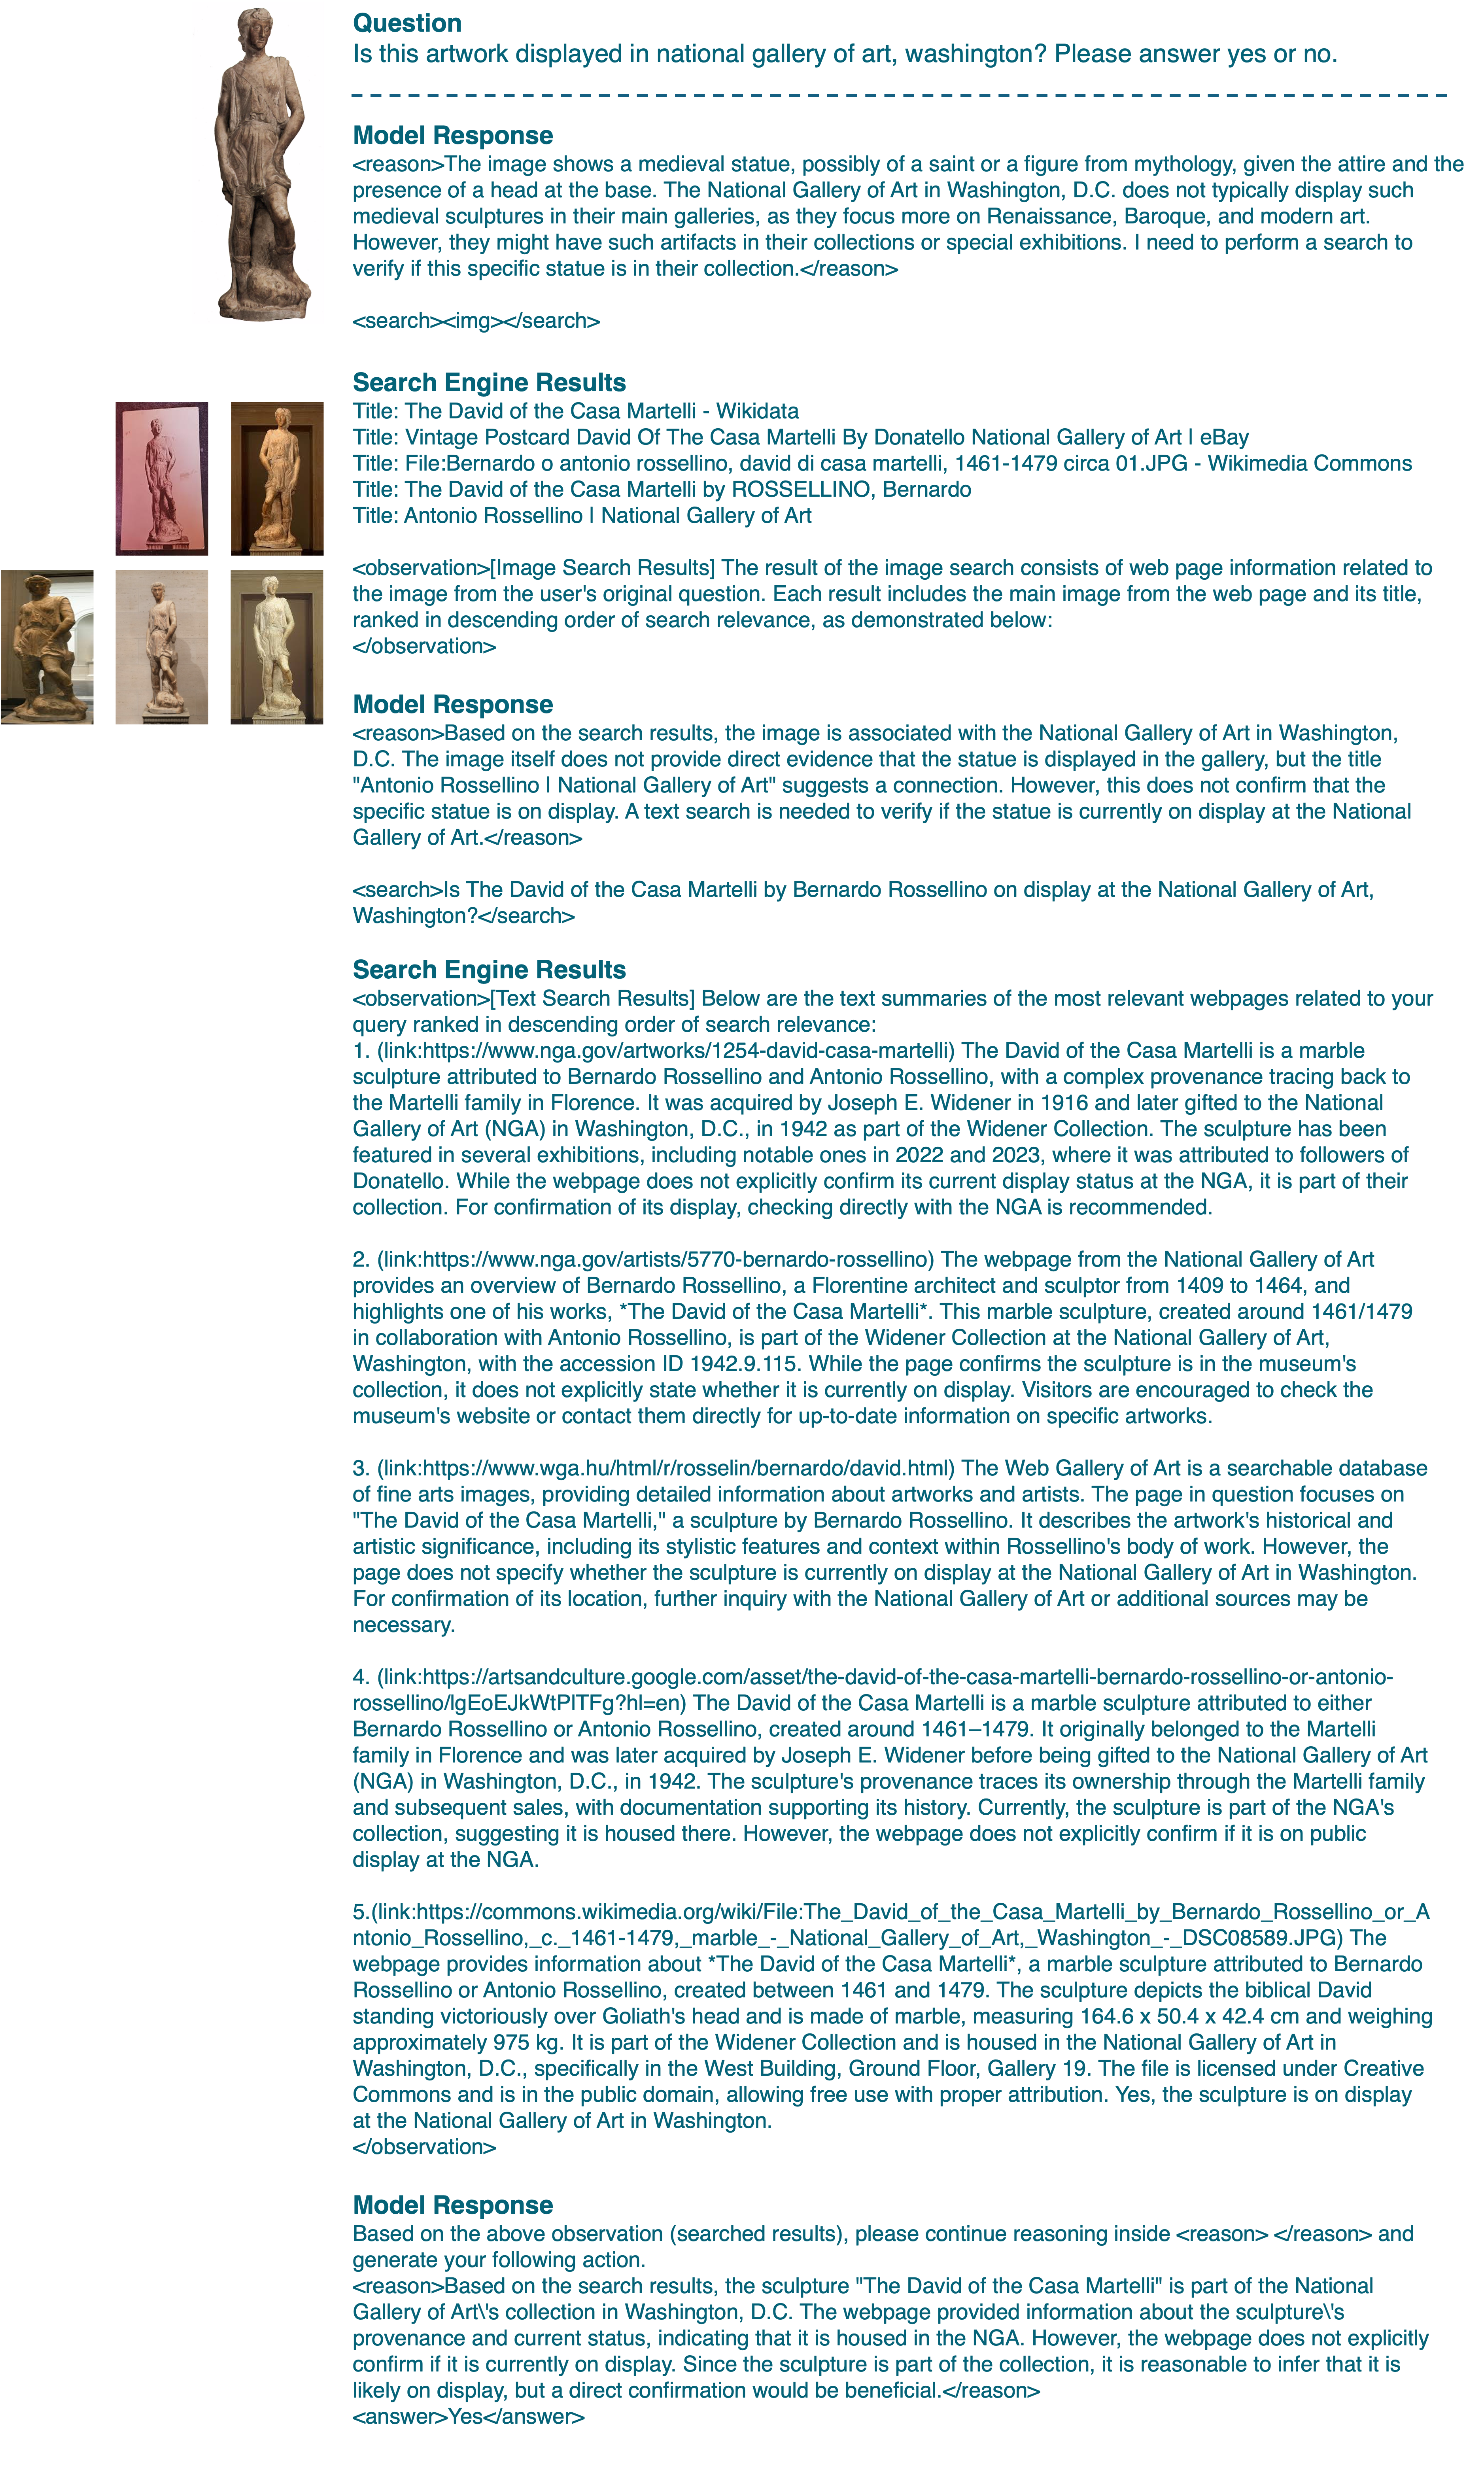 Question
Is this artwork displayed in national gallery of art, washington? Please answer yes or no.
Model Response
<reason>The image shows a medieval statue, possibly of a saint or a figure from mythology, given the attire and the
presence of a head at the base. The National Gallery of Art in Washington, D.C. does not typically display such
medieval sculptures in their main galleries, as they focus more on Renaissance, Baroque, and modern art.
However, they might have such artifacts in their collections or special exhibitions. I need to perform a search to
verify if this specific statue is in their collection.</reason>
<search><img></search>
Search Engine Results
Title: The David of the Casa Martelli - Wikidata
Title: Vintage Postcard David Of The Casa Martelli By Donatello National Gallery of Art | eBay
Title: File:Bernardo o antonio rossellino, david di casa martelli, 1461-1479 circa 01.JPG - Wikimedia Commons
Title: The David of the Casa Martelli by ROSSELLINO, Bernardo
Title: Antonio Rossellino | National Gallery of Art
<observation>[Image Search Results] The result of the image search consists of web page information related to
the image from the user's original question. Each result includes the main image from the web page and its title,
ranked in descending order of search relevance, as demonstrated below:
</observation>
Model Response
<reason>Based on the search results, the image is associated with the National Gallery of Art in Washington,
D.C. The image itself does not provide direct evidence that the statue is displayed in the gallery, but the title
"Antonio Rossellino | National Gallery of Art" suggests a connection. However, this does not confirm that the
specific statue is on display. A text search is needed to verify if the statue is currently on display at the National
Gallery of Art.</reason>
<search>Is The David of the Casa Martelli by Bernardo Rossellino on display at the National Gallery of Art,
Washington?</search>
Search Engine Results
<observation>[Text Search Results] Below are the text summaries of the most relevant webpages related to your
query ranked in descending order of search relevance:
1. (link:https://www.nga.gov/artworks/1254-david-casa-martelli) The David of the Casa Martelli is a marble
sculpture attributed to Bernardo Rossellino and Antonio Rossellino, with a complex provenance tracing back to
the Martelli family in Florence. It was acquired by Joseph E. Widener in 1916 and later gifted to the National
Gallery of Art (NGA) in Washington, D.C., in 1942 as part of the Widener Collection. The sculpture has been
featured in several exhibitions, including notable ones in 2022 and 2023, where it was attributed to followers of
Donatello. While the webpage does not explicitly confirm its current display status at the NGA, it is part of their
collection. For confirmation of its display, checking directly with the NGA is recommended.
2. (link:https://www.nga.gov/artists/5770-bernardo-rossellino) The webpage from the National Gallery of Art
provides an overview of Bernardo Rossellino, a Florentine architect and sculptor from 1409 to 1464, and
highlights one of his works, *The David of the Casa Martelli*. This marble sculpture, created around 1461/1479
in collaboration with Antonio Rossellino, is part of the Widener Collection at the National Gallery of Art,
Washington, with the accession ID 1942.9.115. While the page confirms the sculpture is in the museum's
collection, it does not explicitly state whether it is currently on display. Visitors are encouraged to check the
museum's website or contact them directly for up-to-date information on specific artworks.
3. (link:https://www.wga.hu/html/r/rosselin/bernardo/david.html) The Web Gallery of Art is a searchable database
of fine arts images, providing detailed information about artworks and artists. The page in question focuses on
"The David of the Casa Martelli," a sculpture by Bernardo Rossellino. It describes the artwork's historical and
artistic significance, including its stylistic features and context within Rossellino's body of work. However, the
page does not specify whether the sculpture is currently on display at the National Gallery of Art in Washington.
For confirmation of its location, further inquiry with the National Gallery of Art or additional sources may be
necessary.
4. (link:https://artsandculture.google.com/asset/the-david-of-the-casa-martelli-bernardo-rossellino-or-antonio-
rossellino/lgEoEJkWtPlTFg?hl=en) The David of the Casa Martelli is a marble sculpture attributed to either
Bernardo Rossellino or Antonio Rossellino, created around 1461–1479. It originally belonged to the Martelli
family in Florence and was later acquired by Joseph E. Widener before being gifted to the National Gallery of Art
(NGA) in Washington, D.C., in 1942. The sculpture's provenance traces its ownership through the Martelli family
and subsequent sales, with documentation supporting its history. Currently, the sculpture is part of the NGA's
collection, suggesting it is housed there. However, the webpage does not explicitly confirm if it is on public
display at the NGA.
5.(link:https://commons.wikimedia.org/wiki/File:The_David_of_the_Casa_Martelli_by_Bernardo_Rossellino_or_A
ntonio_Rossellino,_c._1461-1479,_marble_-_National_Gallery_of_Art,_Washington_-_DSC08589.JPG) The
webpage provides information about *The David of the Casa Martelli*, a marble sculpture attributed to Bernardo
Rossellino or Antonio Rossellino, created between 1461 and 1479. The sculpture depicts the biblical David
standing victoriously over Goliath's head and is made of marble, measuring 164.6 x 50.4 x 42.4 cm and weighing
approximately 975 kg. It is part of the Widener Collection and is housed in the National Gallery of Art in
Washington, D.C., specifically in the West Building, Ground Floor, Gallery 19. The file is licensed under Creative
Commons and is in the public domain, allowing free use with proper attribution. Yes, the sculpture is on display
at the National Gallery of Art in Washington.
</observation>
Model Response
Based on the above observation (searched results), please continue reasoning inside <reason> </reason> and
generate your following action.
<reason>Based on the search results, the sculpture "The David of the Casa Martelli" is part of the National
Gallery of Art\'s collection in Washington, D.C. The webpage provided information about the sculpture\'s
provenance and current status, indicating that it is housed in the NGA. However, the webpage does not explicitly
confirm if it is currently on display. Since the sculpture is part of the collection, it is reasonable to infer that it is
likely on display, but a direct confirmation would be beneficial.</reason>
<answer>Yes</answer>